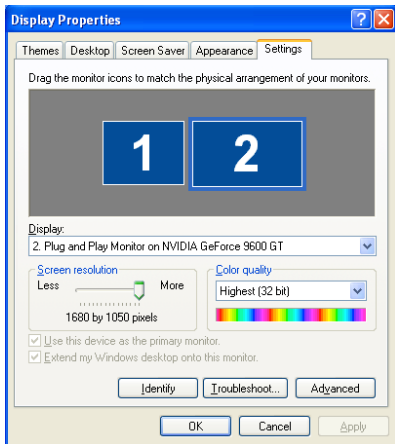 Display Properties
Themes Desktop Screen Saver Appearance Settings
Drag the monitor icons to match the physical arrangement of your monitors.
1 2
Display:
2. Plug and Play Monitor on NVIDIA GeForce 9600 GT
Screen resolution
Less More
1680 by 1050 pixels
Color quality
Highest (32 bit)
Use this device as the primary monitor.
Extend my Windows desktop onto this monitor.
Identify Troubleshoot... Advanced
OK Cancel Apply